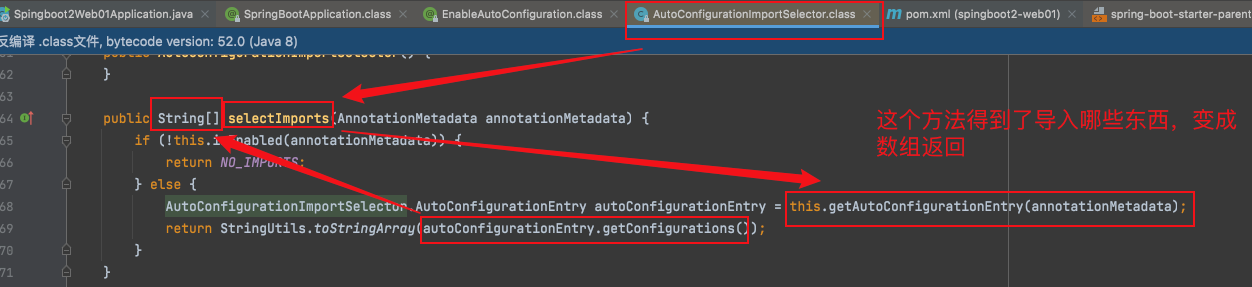 Spingboot2Web01Application.java × SpringBootApplication.class × EnableAutoConfiguration.class × AutoConfigurationImportSelector.class × pom.xml (spingboot2-web01) × spring-boot-starter-parent
反编译 .class文件, bytecode version: 52.0 (Java 8)
62 }
63
64 public String[] selectImports(AnnotationMetadata annotationMetadata) {
65 if (!this.i Enabled(annotationMetadata)) {
66 return NO_IMPORTS;
67 } else {
68 AutoConfigurationImportSelector.AutoConfigurationEntry autoConfigurationEntry = this.getAutoConfigurationEntry(annotationMetadata);
69 return StringUtils.toStringArray(autoConfigurationEntry.getConfigurations());
70 }
71 }
这个方法得到了导入哪些东西，变成
数组返回